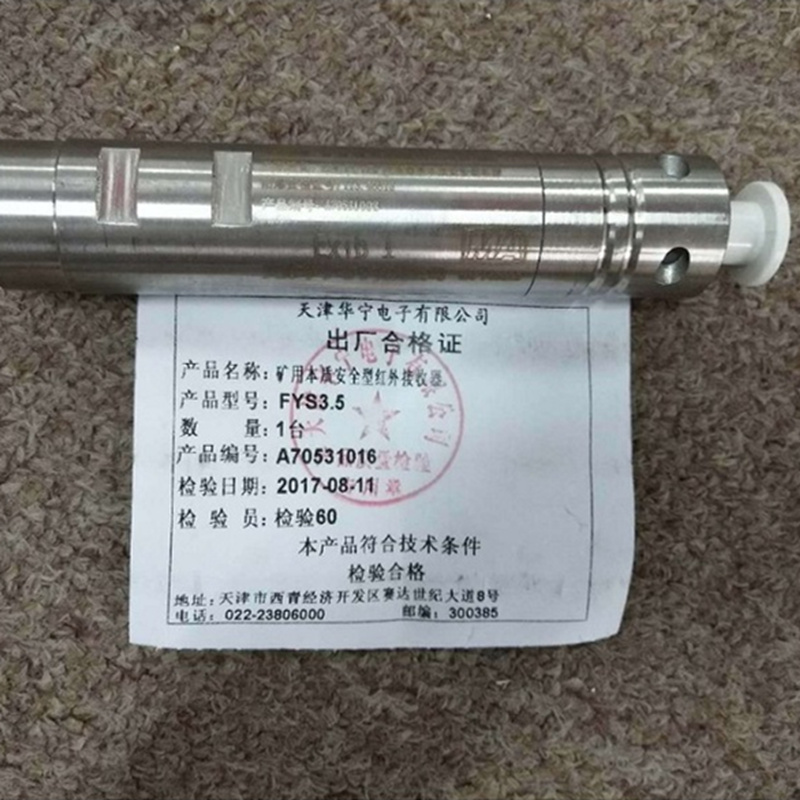 Exib I
天津华宁电子有限公司
出厂合格证
产品名称：矿用本质安全型红外接收器
产品型号：FYS3.5
数 量：1台
产品编号：A70531016
检验日期：2017-08-11
检 验 员：检验60
本产品符合技术条件
检验合格
地址：天津市西青经济开发区赛达世纪大道8号
电话：022-23806000 邮编：300385